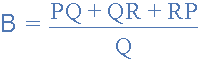 B = PQ + QR + RP
Q